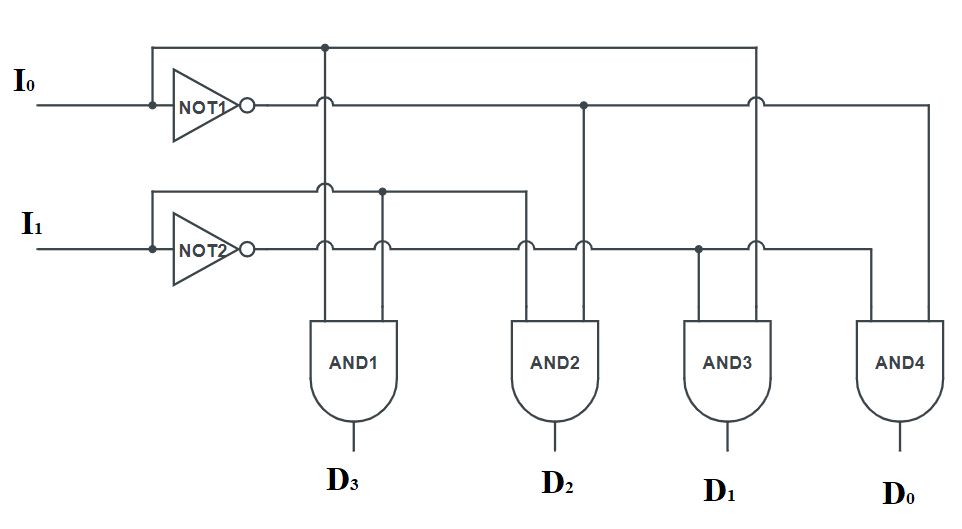 I₀
NOT1
I₁
NOT2
AND1 AND2 AND3 AND4
D₃ D₂ D₁ D₀